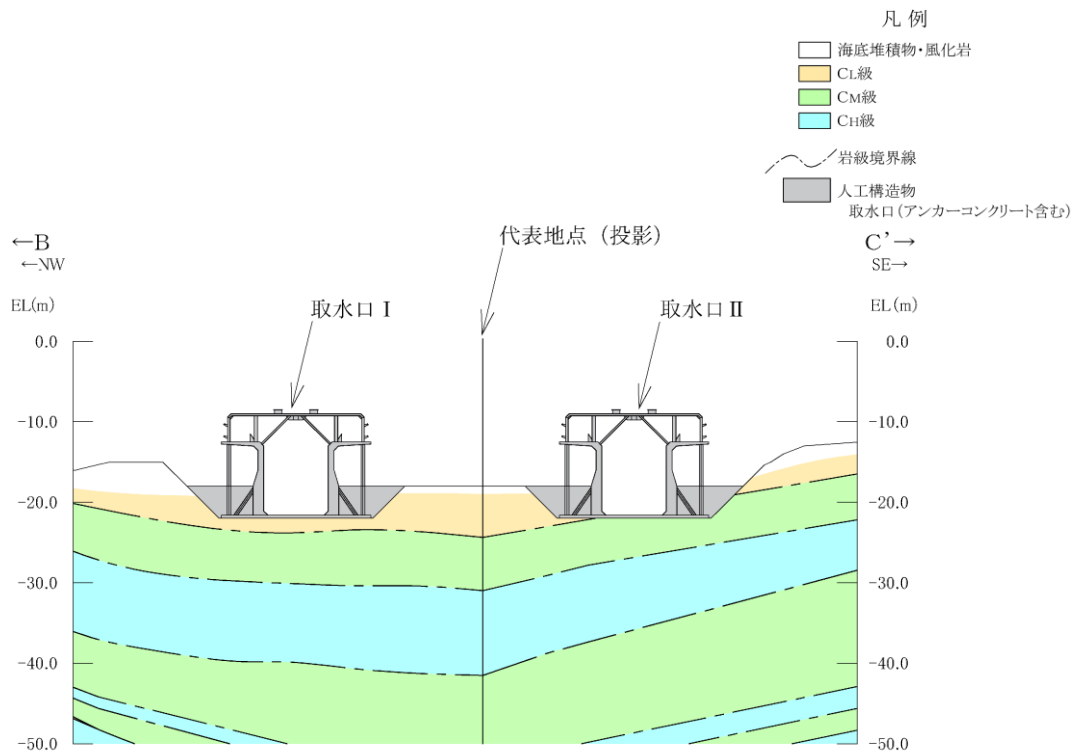 凡 例
海底堆積物・風化岩
CL級
CM級
CH級
岩級境界線
人工構造物
取水口(アンカーコンクリート含む)
←B
←NW
代表地点（投影）
C’→
SE→
EL(m)
取水口 I
取水口 II
EL(m)
0.0
0.0
-10.0
-10.0
-20.0
-20.0
-30.0
-30.0
-40.0
-40.0
-50.0
-50.0